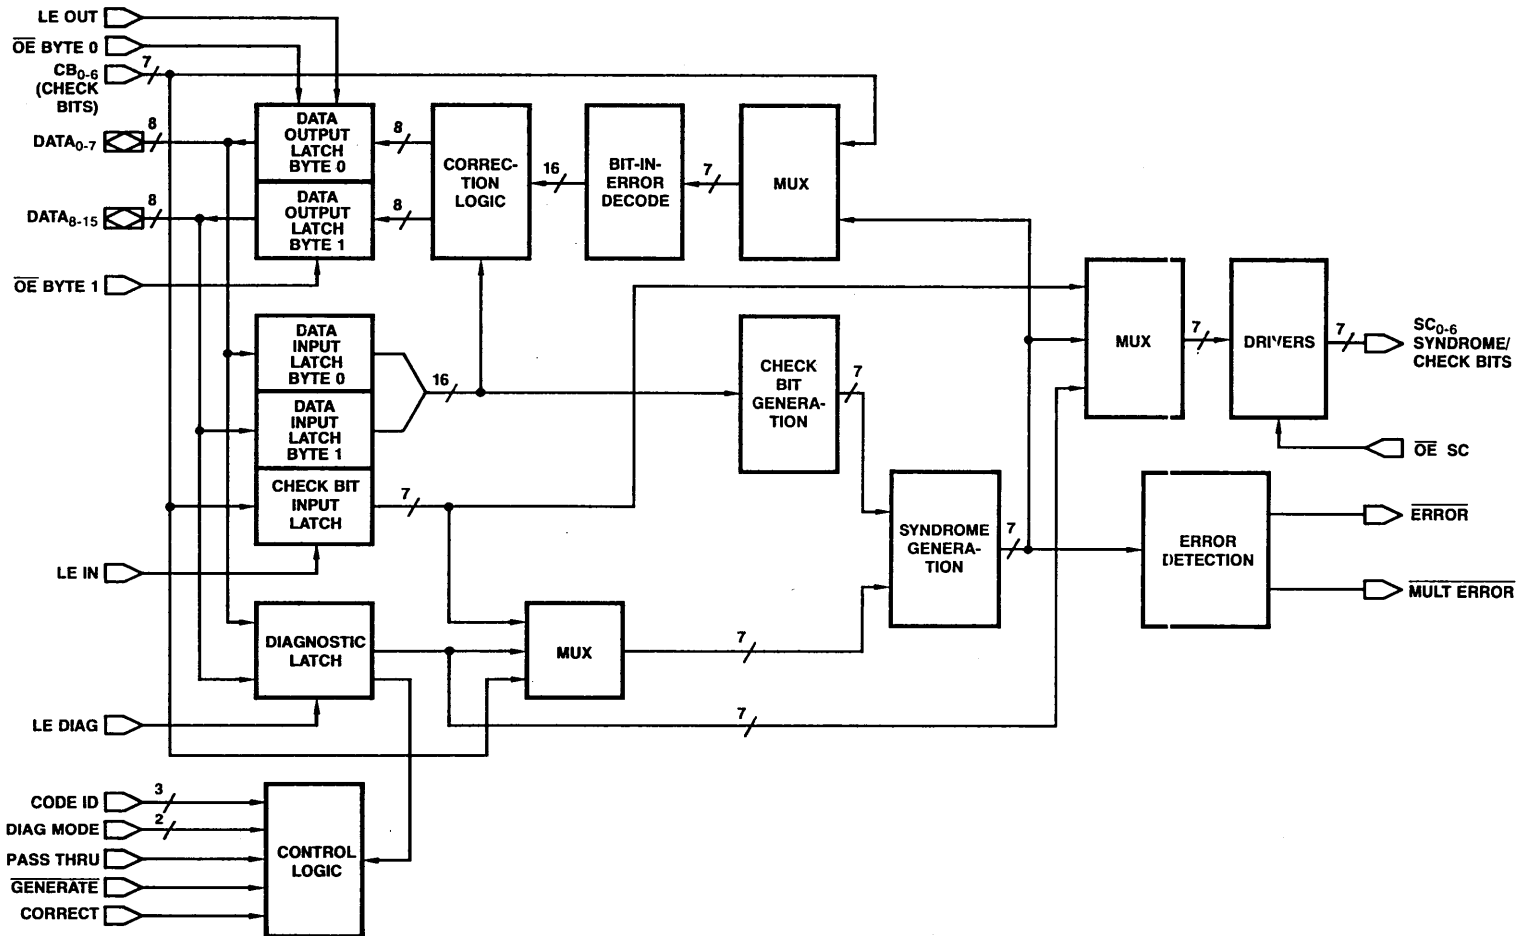 LE OUT
OE BYTE 0
7
CB0-6
(CHECK
BITS)
DATA0-7
8
DATA8-15
8
OE BYTE 1
DATA
OUTPUT
LATCH
BYTE 0
DATA
OUTPUT
LATCH
BYTE 1
8
8
CORREC-
TION
LOGIC
16
BIT-IN-
ERROR
DECODE
7
MUX
DATA
INPUT
LATCH
BYTE 0
DATA
INPUT
LATCH
BYTE 1
CHECK BIT
INPUT
LATCH
16
7
CHECK
BIT
GENERA-
TION
7
MUX
7
DRIVERS
7
SC0-6
SYNDROME/
CHECK BITS
OE SC
LE IN
SYNDROME
GENERA-
TION
7
ERROR
DETECTION
ERROR
MULT ERROR
DIAGNOSTIC
LATCH
MUX
7
7
LE DIAG
CODE ID
3
DIAG MODE
2
PASS THRU
GENERATE
CORRECT
CONTROL
LOGIC